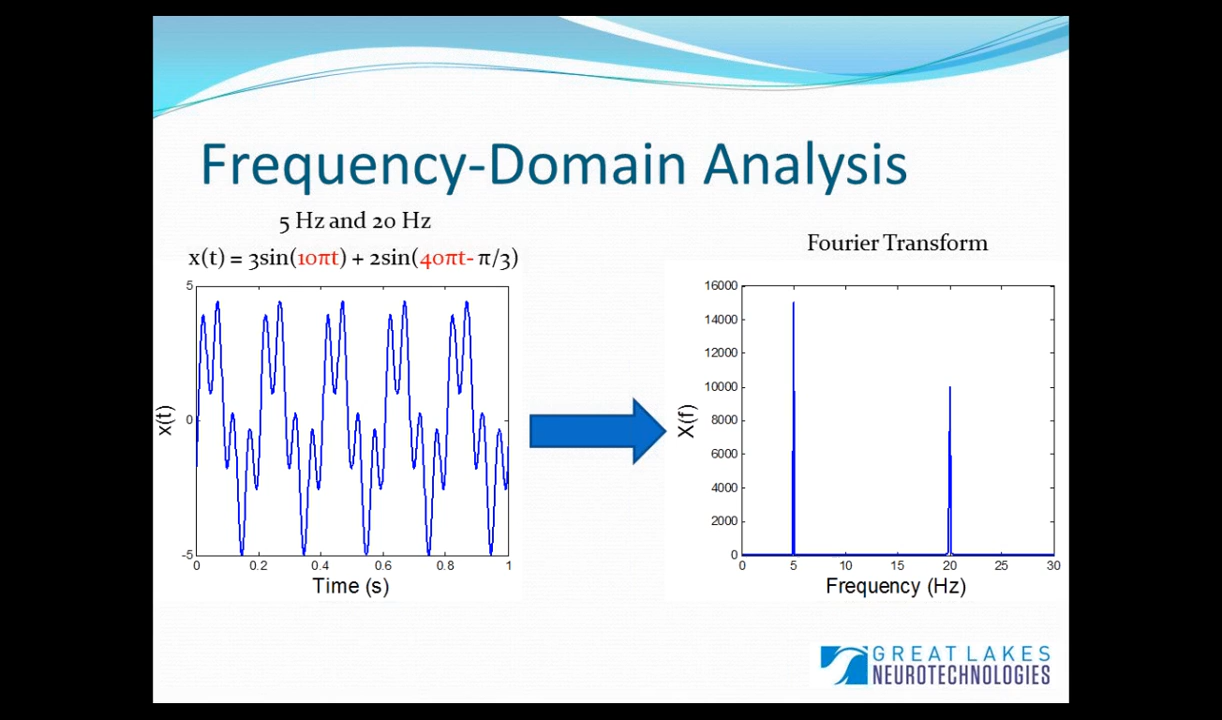 Frequency-Domain Analysis
5 Hz and 20 Hz
x(t) = 3sin(10πt) + 2sin(40πt- π/3)
5
0
-5
x(t)
0 0.2 0.4 0.6 0.8 1
Time (s)
Fourier Transform
16000
14000
12000
10000
8000
6000
4000
2000
0
X(f)
0 5 10 15 20 25 30
Frequency (Hz)
GREAT LAKES
NEUROTECHNOLOGIES